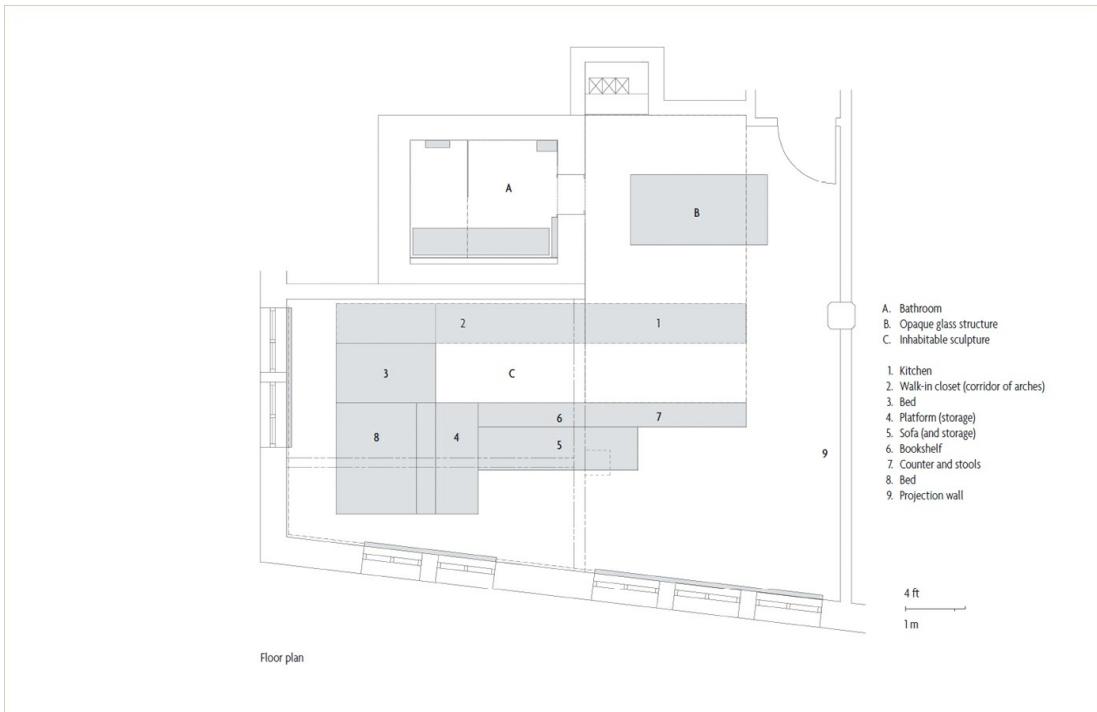 A
B
2
1
3
C
6
7
8
4
5
9
A. Bathroom
B. Opaque glass structure
C. Inhabitable sculpture
1. Kitchen
2. Walk-in closet (corridor of arches)
3. Bed
4. Platform (storage)
5. Sofa (and storage)
6. Bookshelf
7. Counter and stools
8. Bed
9. Projection wall
4 ft
1 m
Floor plan